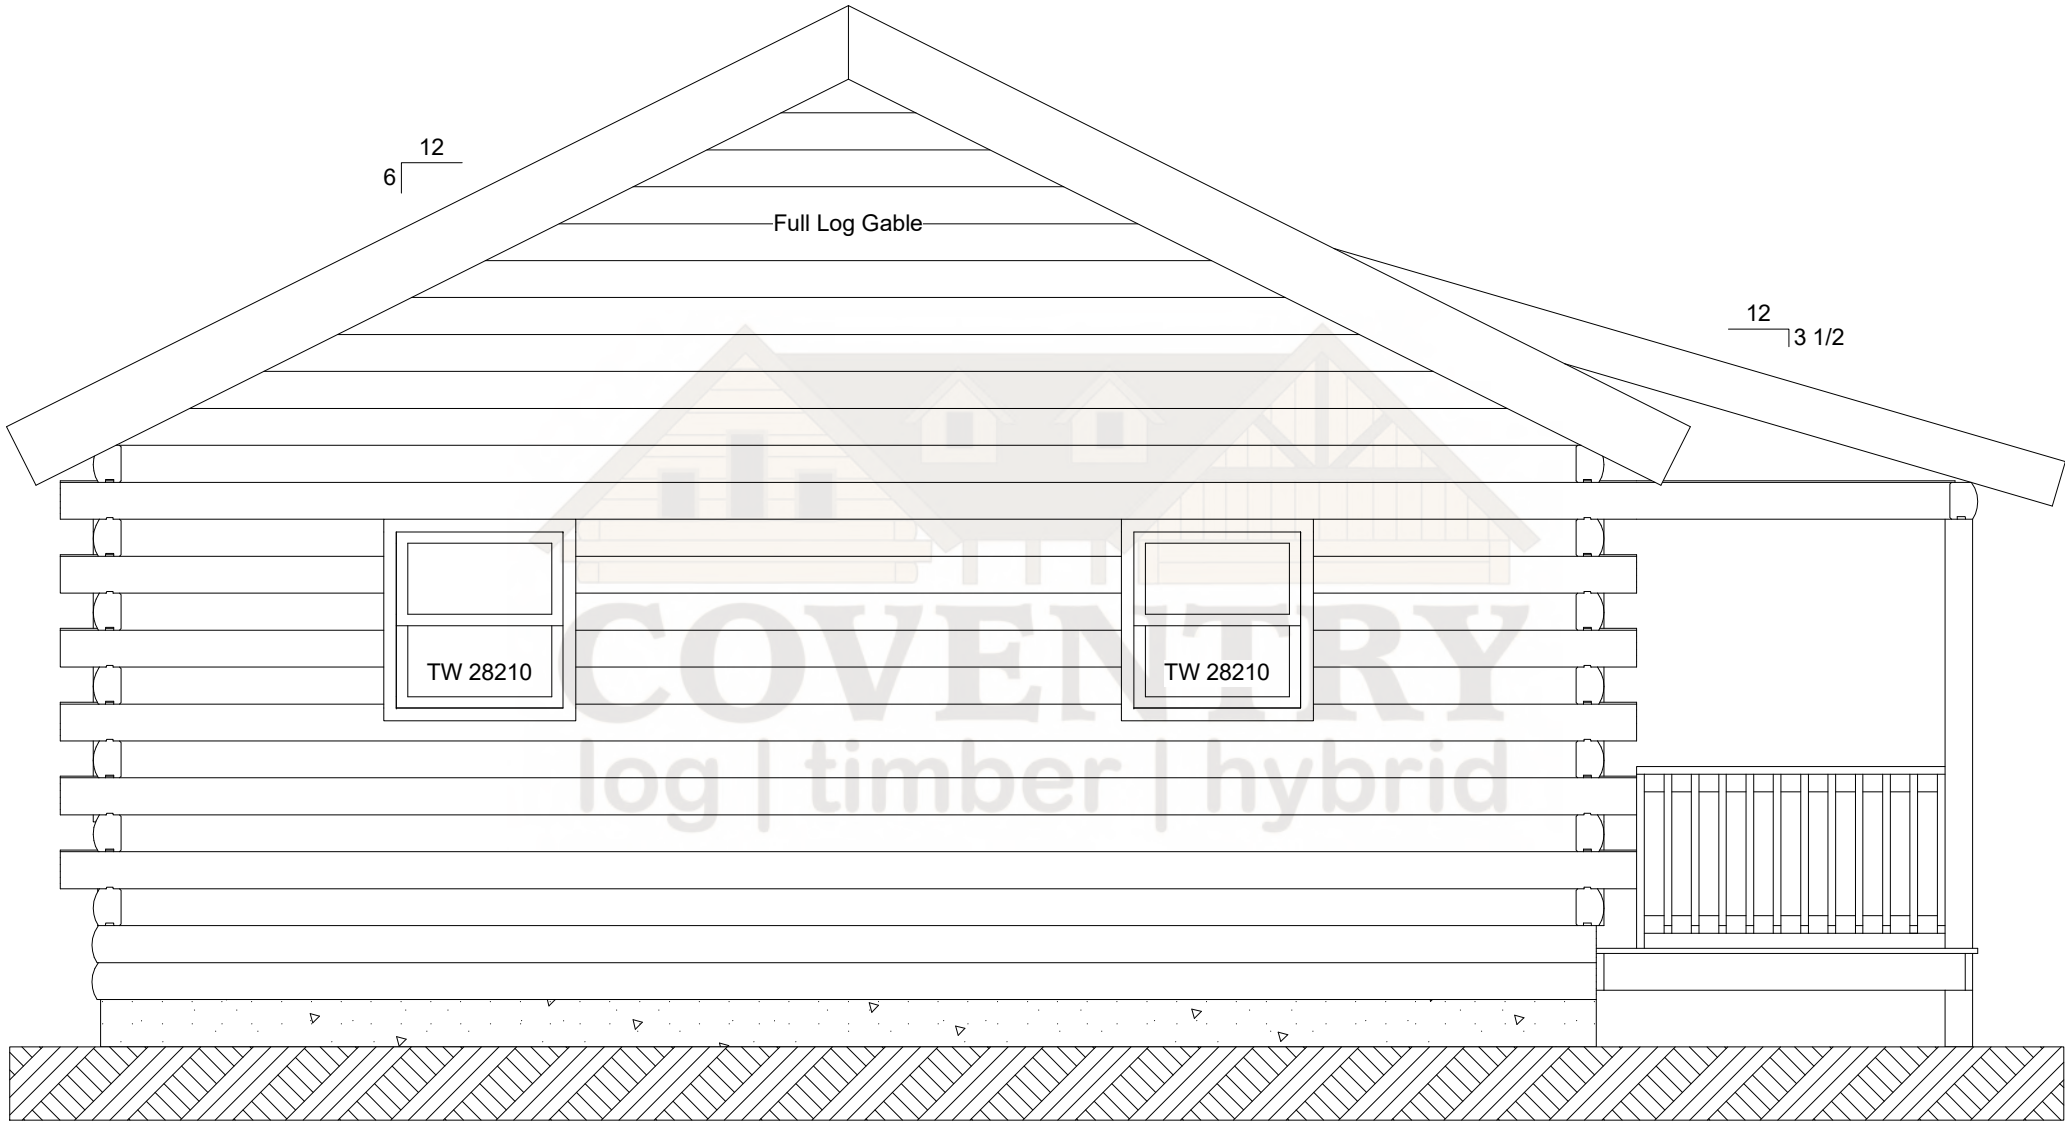 12
6
Full Log Gable
12
3 1/2
TW 28210
TW 28210
COVENTRY
log | timber | hybrid